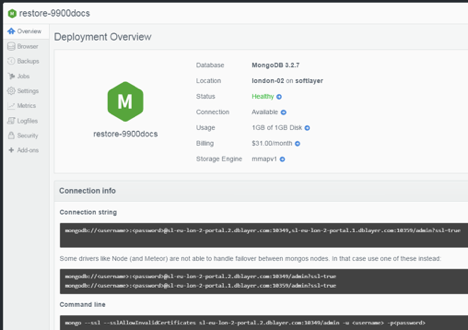 restore-9900docs
Overview
Browser
Backups
Jobs
Settings
Metrics
Logfiles
Security
Add-ons
Deployment Overview
M
restore-9900docs
Database MongoDB 3.2.7
Location london-02 on softlayer
Status Healthy
Connection Available
Usage 1GB of 1GB Disk
Billing $31.00/month
Storage Engine mmapv1
Connection info
Connection string
mongodb://<username>:<password>@sl-eu-lon-2-portal.2.dblayer.com:10349,sl-eu-lon-2-portal.1.dblayer.com:10359/admin?ssl=true
Some drivers like Node (and Meteor) are not able to handle failover between mongos nodes. In that case use one of these instead:
mongodb://<username>:<password>@sl-eu-lon-2-portal.2.dblayer.com:10349/admin?ssl=true
mongodb://<username>:<password>@sl-eu-lon-2-portal.1.dblayer.com:10359/admin?ssl=true
Command line
mongo --ssl --sslAllowInvalidCertificates sl-eu-lon-2-portal.2.dblayer.com:10349/admin -u <username> -p<password>